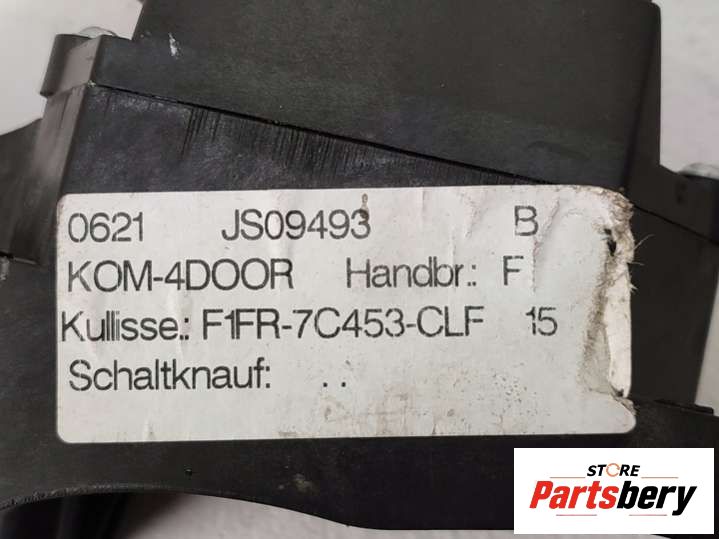 0621 JS09493 B
KOM-4DOOR Handbr.: F
Kullisse.: F1FR-7C453-CLF 15
Schaltknauf: . .
STORE
Partsbery